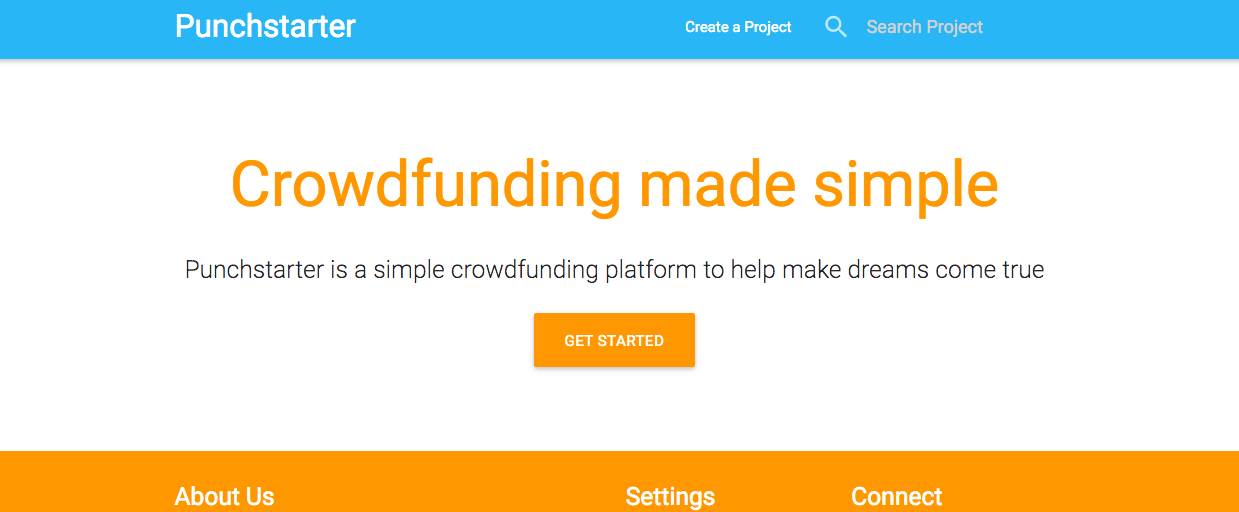 Punchstarter
Create a Project
Search Project
Crowdfunding made simple
Punchstarter is a simple crowdfunding platform to help make dreams come true
GET STARTED
About Us
Settings
Connect